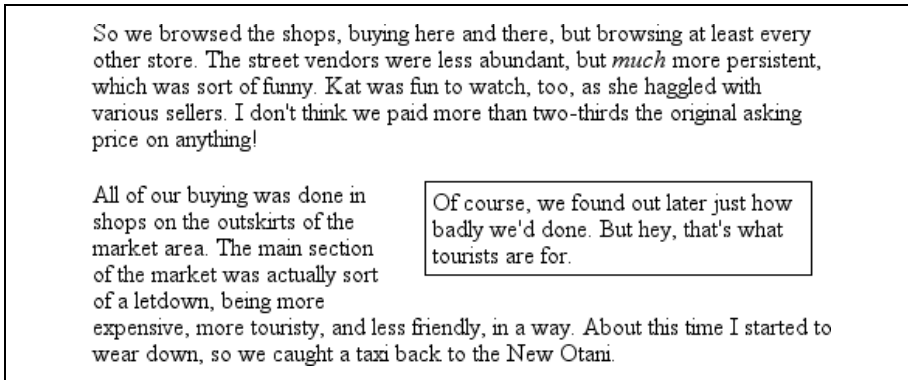 So we browsed the shops, buying here and there, but browsing at least every
other store. The street vendors were less abundant, but much more persistent,
which was sort of funny. Kat was fun to watch, too, as she haggled with
various sellers. I don't think we paid more than two-thirds the original asking
price on anything!
All of our buying was done in
shops on the outskirts of the
market area. The main section
of the market was actually sort
of a letdown, being more
expensive, more touristy, and less friendly, in a way. About this time I started to
wear down, so we caught a taxi back to the New Otani.
Of course, we found out later just how
badly we'd done. But hey, that's what
tourists are for.